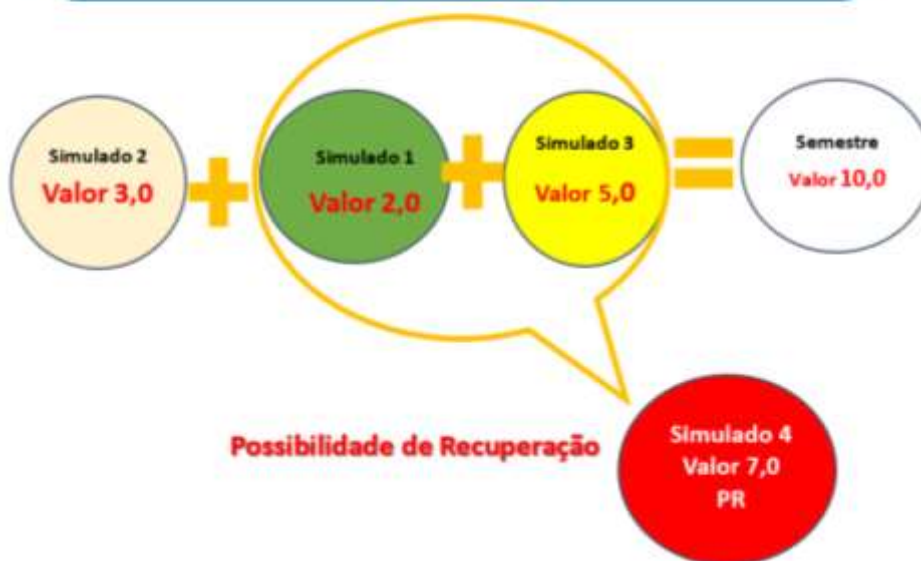 Simulado 2
Valor 3,0
Simulado 1
Valor 2,0
Simulado 3
Valor 5,0
Semestre
Valor 10,0
Possibilidade de Recuperação
Simulado 4
Valor 7,0
PR